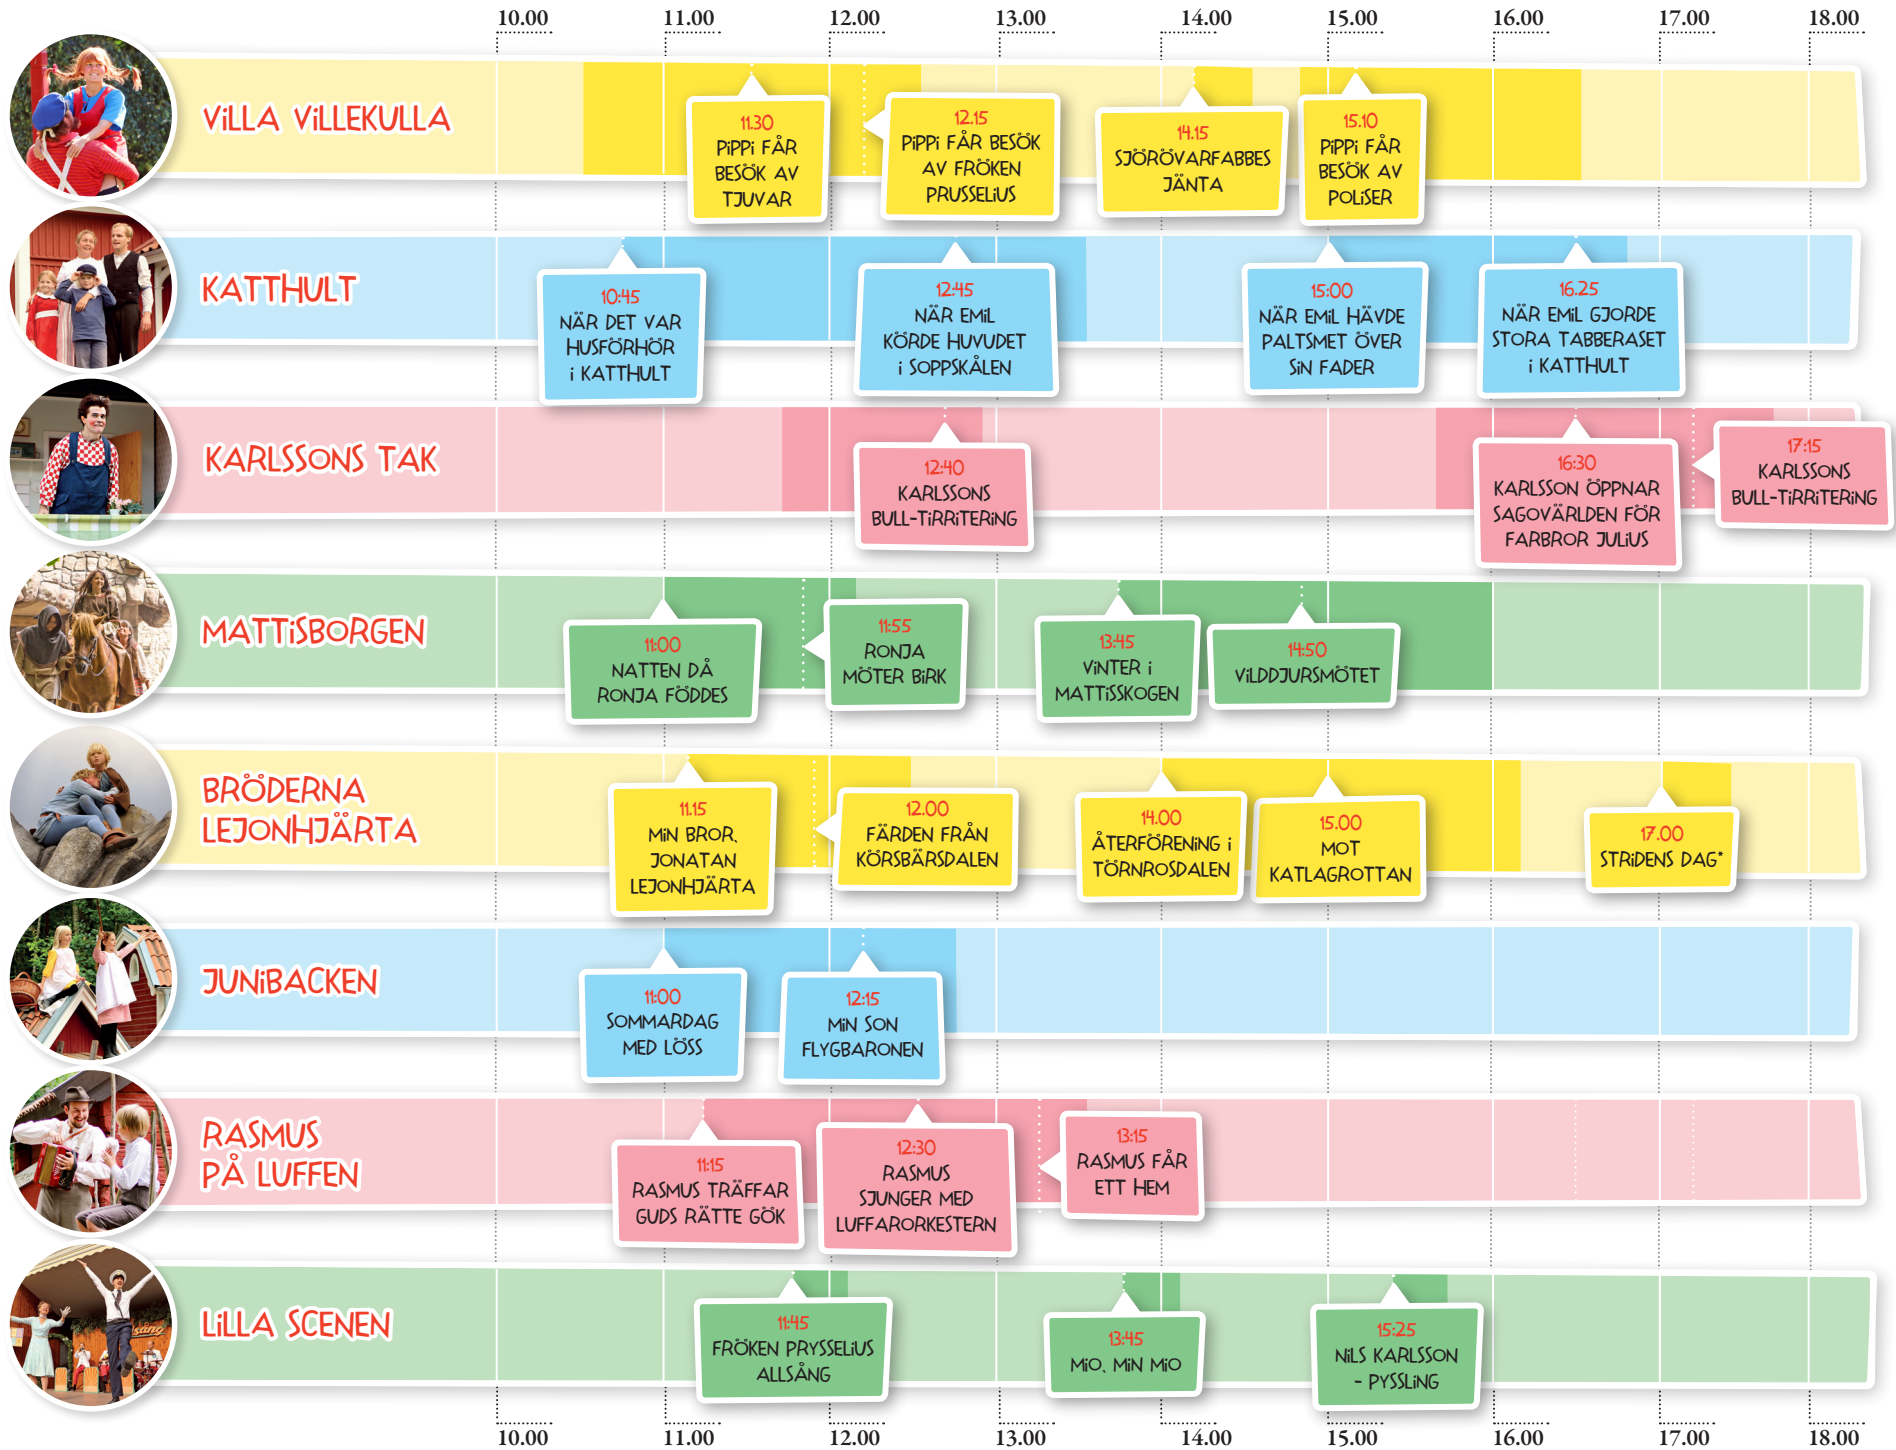 10.00 11.00 12.00 13.00 14.00 15.00 16.00 17.00 18.00
ViLLA ViLLEKULLA
11.30
PiPPi FÅR
BESÖK AV
TJUVAR
12.15
PiPPi FÅR BESÖK
AV FRÖKEN
PRUSSELiUS
14.15
SJÖRÖVARFABBES
JÄNTA
15.10
PiPPi FÅR
BESÖK AV
POLiSER
KATTHULT
10:45
NÄR DET VAR
HUSFÖRHÖR
i KATTHULT
12:45
NÄR EMiL
KÖRDE HUVUDET
i SOPPSKÅLEN
15:00
NÄR EMiL HÄVDE
PALTSMET ÖVER
SiN FADER
16.25
NÄR EMiL GJORDE
STORA TABBERASET
i KATTHULT
KARLSSONS TAK
12:40
KARLSSONS
BULL-TiRRiTERiNG
16:30
KARLSSON ÖPPNAR
SAGOVÄRLDEN FÖR
FARBROR JULiUS
17:15
KARLSSONS
BULL-TiRRiTERiNG
MATTiSBORGEN
11:00
NATTEN DÅ
RONJA FÖDDES
11:55
RONJA
MÖTER BiRK
13:45
ViNTER i
MATTiSSKOGEN
14:50
ViLDDJURSMÖTET
BRÖDERNA
LEJONHJÄRTA
11.15
MiN BROR,
JONATAN
LEJONHJÄRTA
12.00
FÄRDEN FRÅN
KÖRSBÄRSDALEN
14.00
ÅTERFÖRENiNG i
TÖRNROSDALEN
15.00
MOT
KATLAGROTTAN
17.00
STRiDENS DAG*
JUNiBACKEN
11:00
SOMMARDAG
MED LÖSS
12:15
MiN SON
FLYGBARONEN
RASMUS
PÅ LUFFEN
11:15
RASMUS TRÄFFAR
GUDS RÄTTE GÖK
12:30
RASMUS
SJUNGER MED
LUFFARORKESTERN
13:15
RASMUS FÅR
ETT HEM
LiLLA SCENEN
11:45
FRÖKEN PRYSSELiUS
ALLSÅNG
13:45
MiO, MiN MiO
15:25
NiLS KARLSSON
- PYSSLiNG
10.00 11.00 12.00 13.00 14.00 15.00 16.00 17.00 18.00